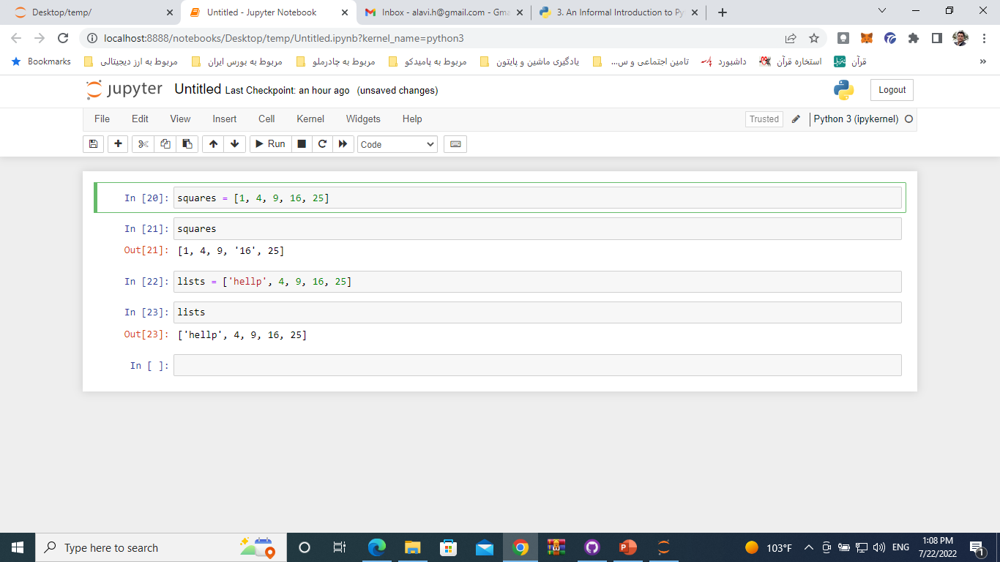 Desktop/temp/
Untitled - Jupyter Notebook
Inbox - alavi.h@gmail.com - Gma
3. An Informal Introduction to Py
localhost:8888/notebooks/Desktop/temp/Untitled.ipynb?kernel_name=python3
Bookmarks
مربوط به ارز دیجیتالی
مربوط به بورس ایران
مربوط به چادرملو
مربوط به پامیدکو
یادگیری ماشین و پایتون
تامین اجتماعی و س...
داشبورد
استخاره قرآن
قرآن
»
jupyter Untitled Last Checkpoint: an hour ago (unsaved changes)
Logout
File Edit View Insert Cell Kernel Widgets Help
Trusted
Python 3 (ipykernel)
Run
Code
In [20]: squares = [1, 4, 9, 16, 25]
In [21]: squares
Out[21]: [1, 4, 9, '16', 25]
In [22]: lists = ['hellp', 4, 9, 16, 25]
In [23]: lists
Out[23]: ['hellp', 4, 9, 16, 25]
In [ ]:
Type here to search
103°F
ENG
1:08 PM
7/22/2022
1